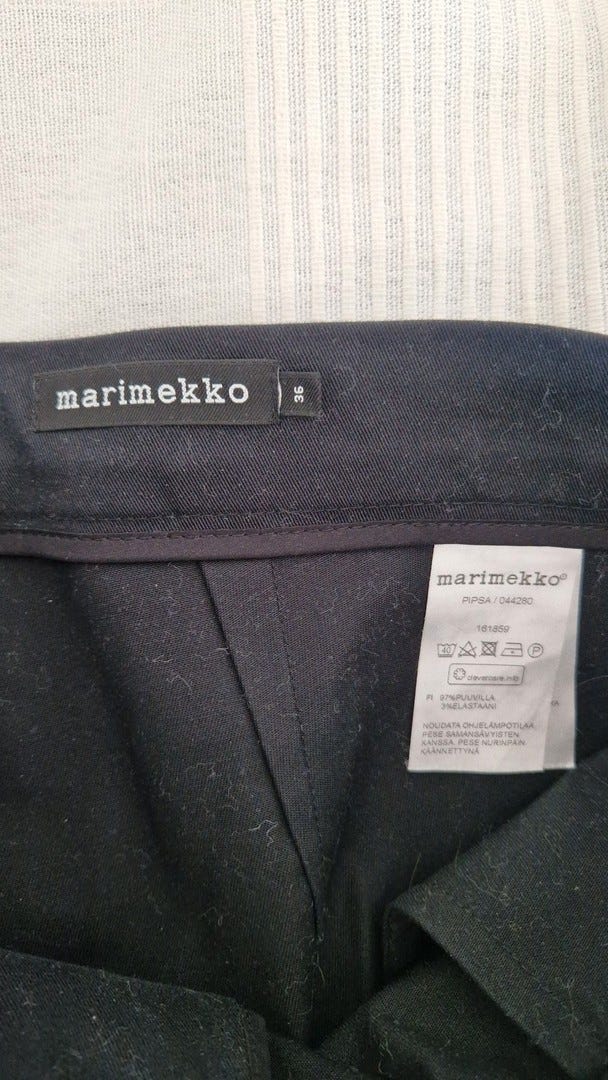 marimekko
36
marimekko®
PIPSA / 044280
161859
40 P
clevercare.info
FI 97%PUUVILLA
3%ELASTAANI
NOUDATA OHJELÄMPÖTILAA
PESE SAMANSÄVYISTEN
KANSSA. PESE NURINPÄIN
KÄÄNNETTYNÄ